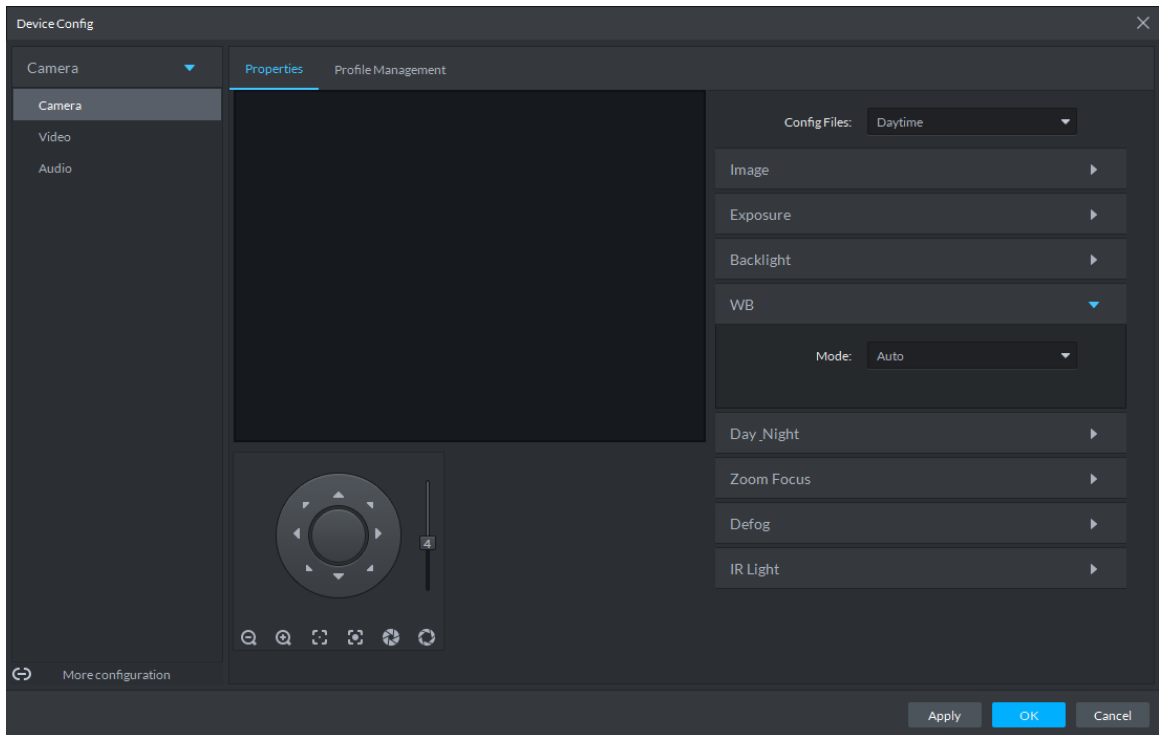 Device Config
Camera
Camera
Video
Audio
More configuration
Properties
Profile Management
Config Files:
Daytime
Image
Exposure
Backlight
WB
Mode:
Auto
Day_Night
Zoom Focus
Defog
IR Light
4
Apply
OK
Cancel